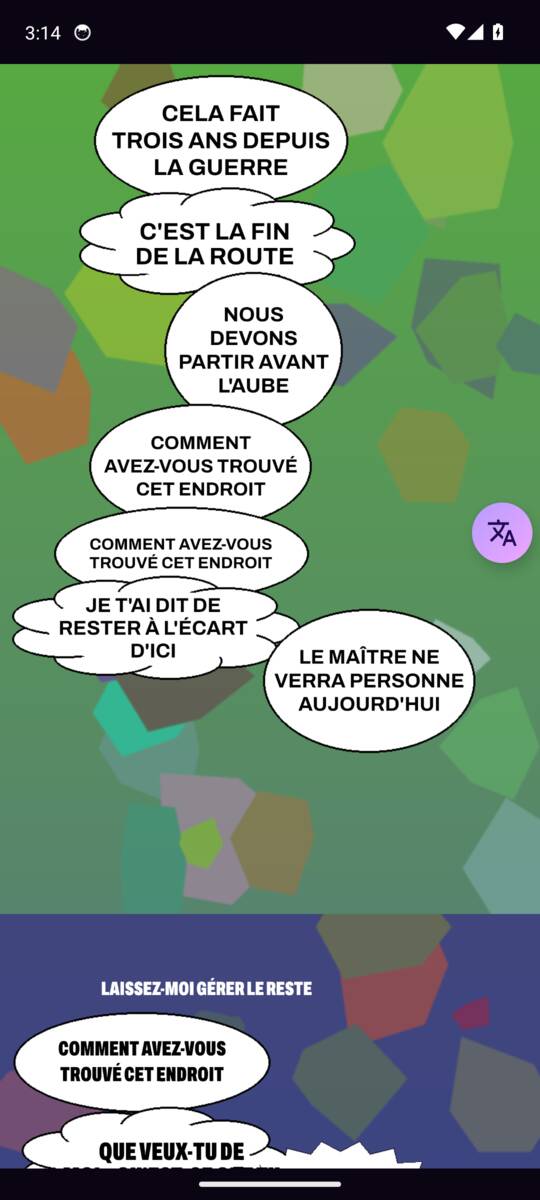 3:14
CELA FAIT
TROIS ANS DEPUIS
LA GUERRE
C'EST LA FIN
DE LA ROUTE
NOUS
DEVONS
PARTIR AVANT
L'AUBE
COMMENT
AVEZ-VOUS TROUVÉ
CET ENDROIT
COMMENT AVEZ-VOUS
TROUVÉ CET ENDROIT
JE T'AI DIT DE
RESTER À L'ÉCART
D'ICI
LE MAÎTRE NE
VERRA PERSONNE
AUJOURD'HUI
LAISSEZ-MOI GÉRER LE RESTE
COMMENT AVEZ-VOUS
TROUVÉ CET ENDROIT
QUE VEUX-TU DE